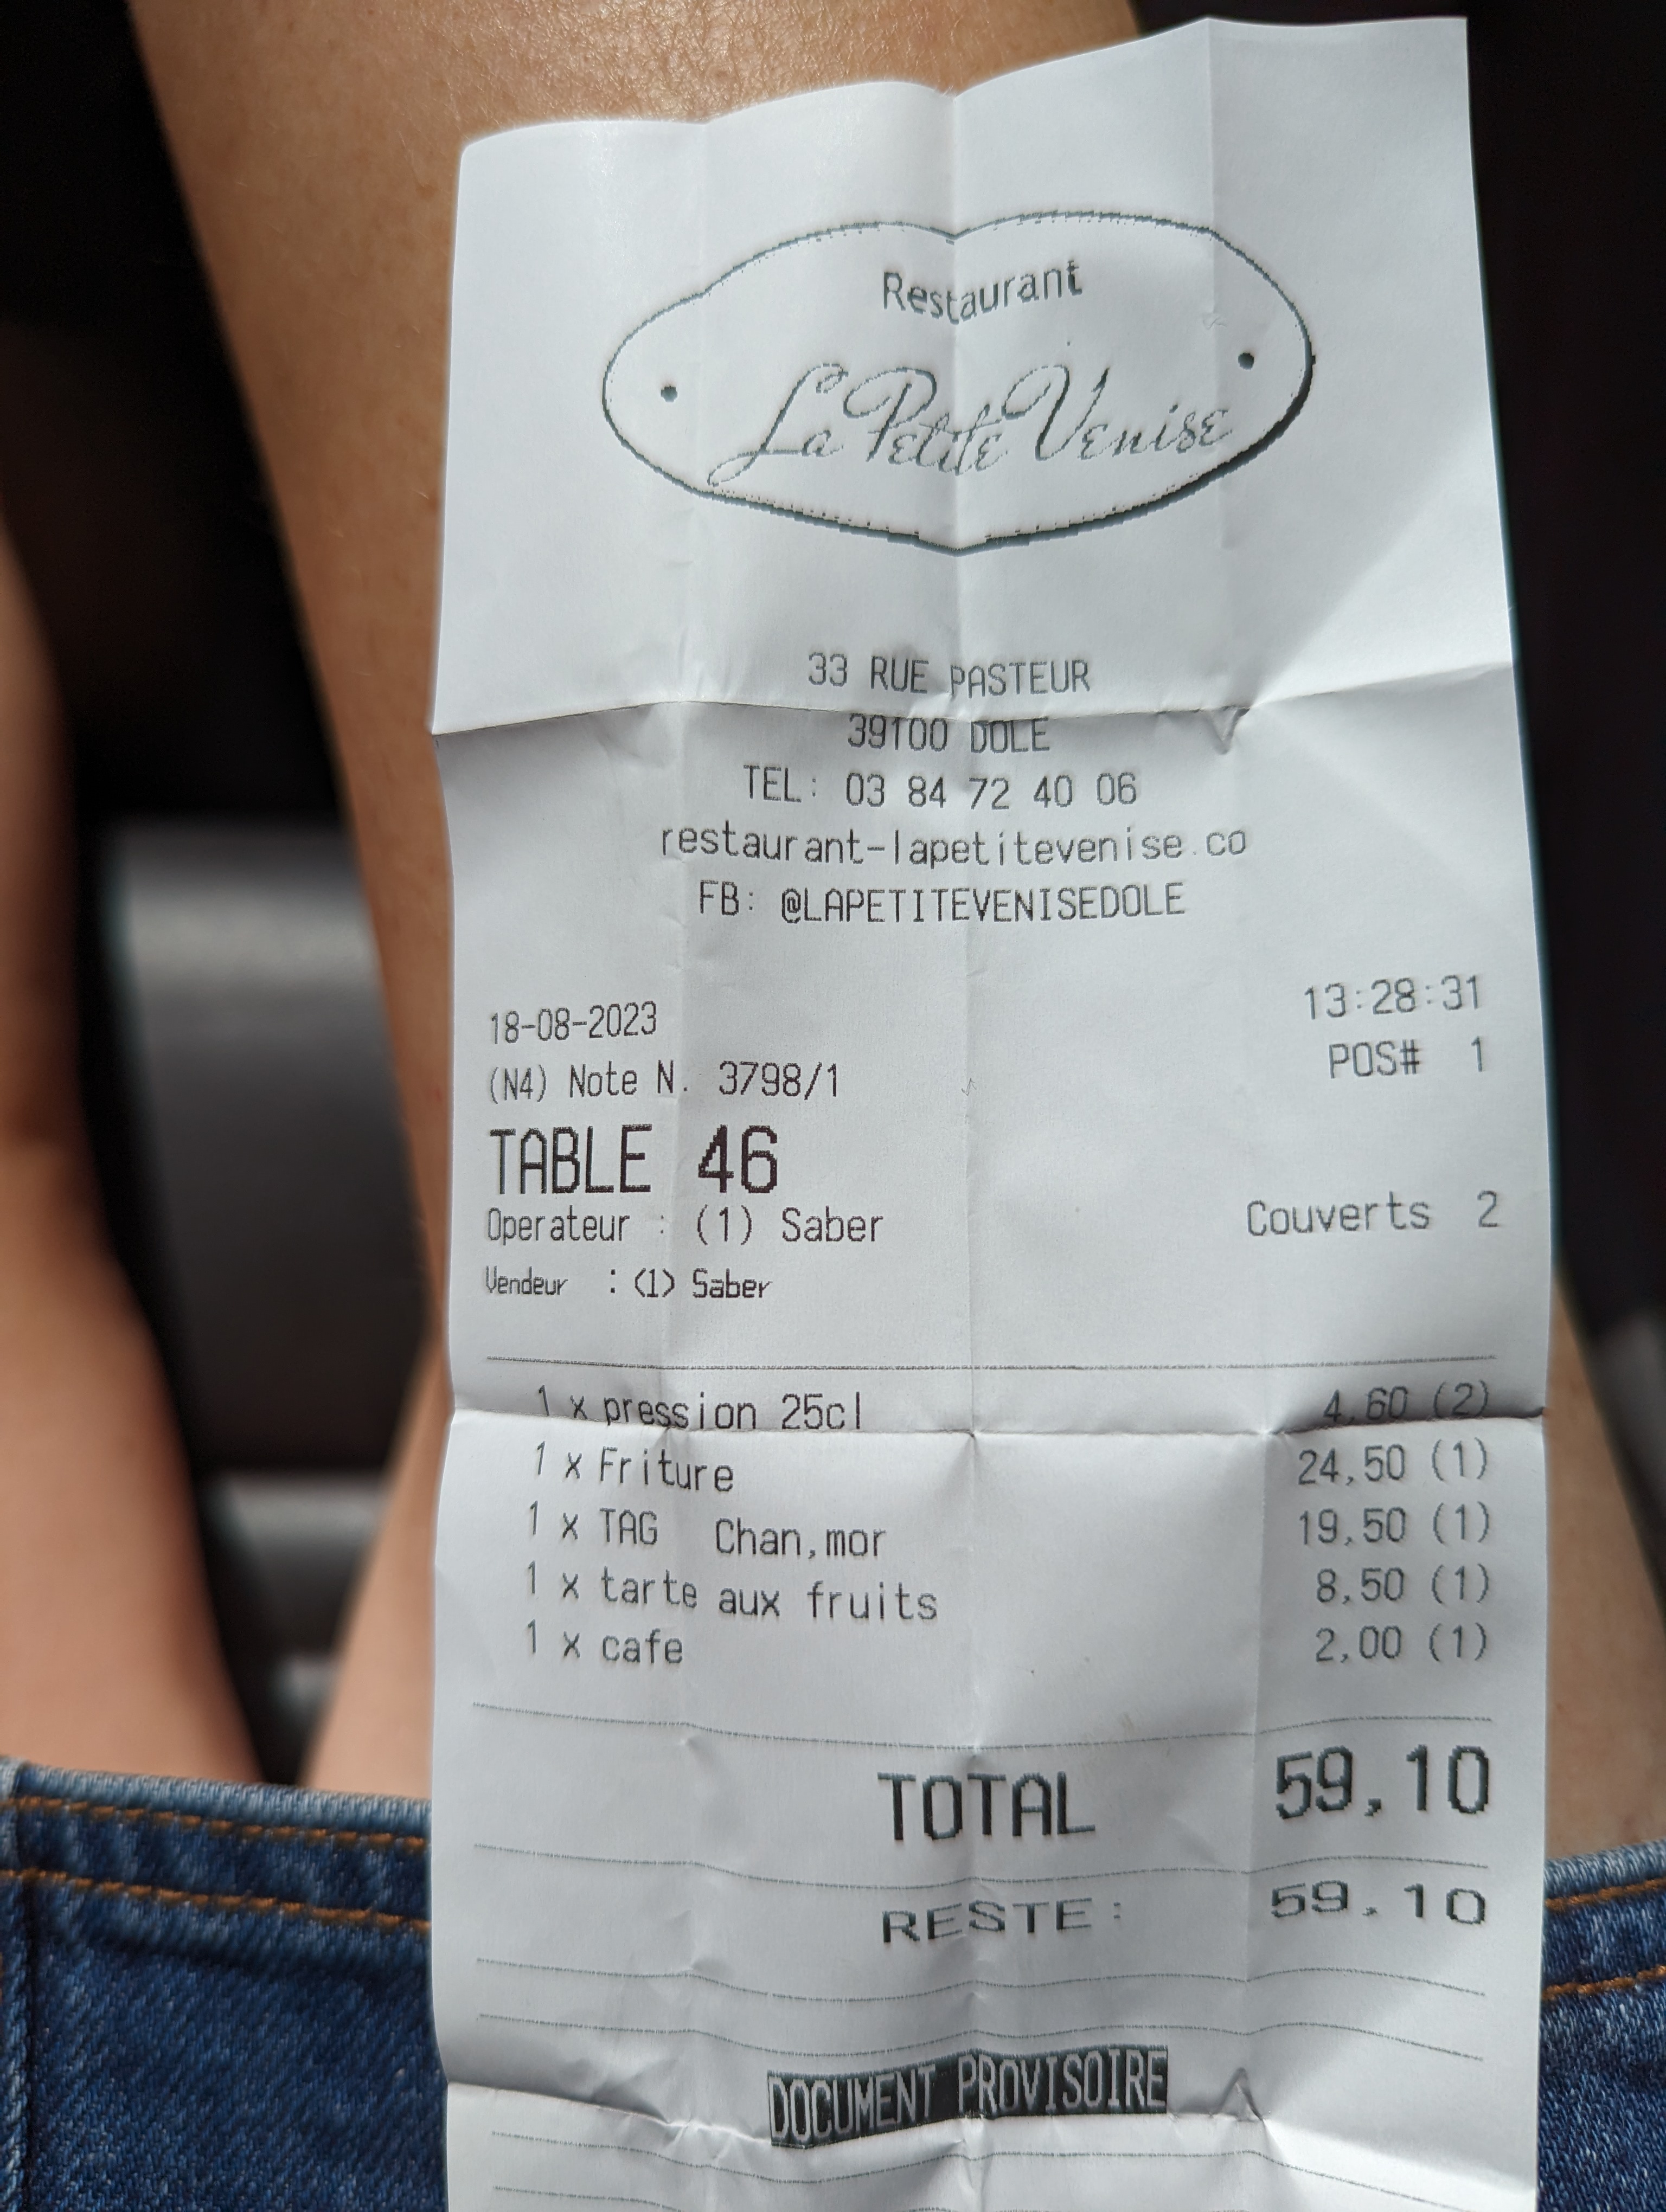 Restaurant
La Petite Venise
33 RUE PASTEUR
39100 DOLE
TEL: 03 84 72 40 06
restaurant-lapetitevenise.co
FB: @LAPETITEVENISEDOLE
18-08-2023 13:28:31
(N4) Note N. 3798/1 POS# 1
TABLE 46
Operateur : (1) Saber Couverts 2
Vendeur :(1) Saber
1 x pression 25cl 4,60 (2)
1 x Friture 24,50 (1)
1 x TAG Chan,mor 19,50 (1)
1 x tarte aux fruits 8,50 (1)
1 x cafe 2,00 (1)
TOTAL 59,10
RESTE: 59.10
DOCUMENT PROVISOIRE